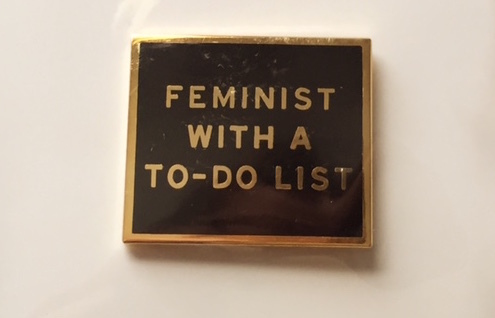 FEMINIST
WITH A
TO-DO LIST